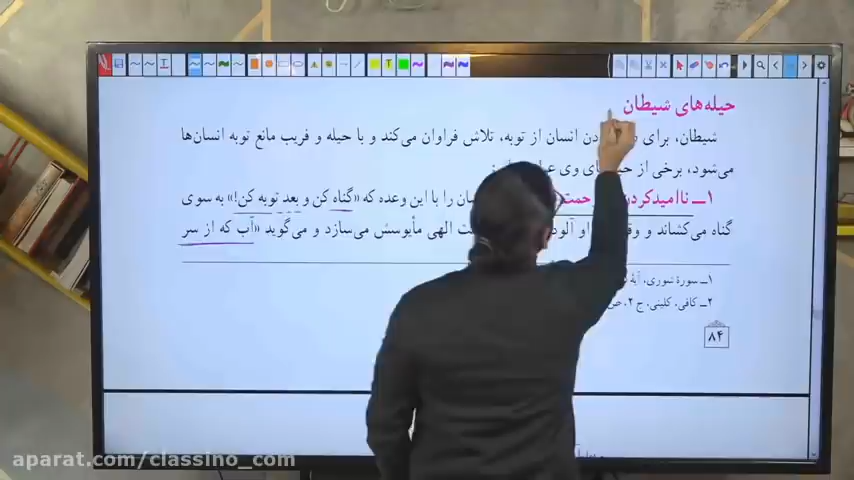 حیله‌های شیطان
شیطان، برای انسان از توبه، تلاش فراوان می‌کند و با حیله و فریب مانع توبه انسان‌ها
می‌شود، برخی از
۱ــ ناامیدکردن را با این وعده که «گناه کن و بعد توبه کن!» به سوی
گناه می‌کشاند و او الهی مأیوسش می‌سازد و می‌گوید «آب که از سر
۱ــ سورهٔ شوری، آیهٔ
۲ــ کافی، کلینی، ج ۲، ص
۸۴
aparat.com/classino_com